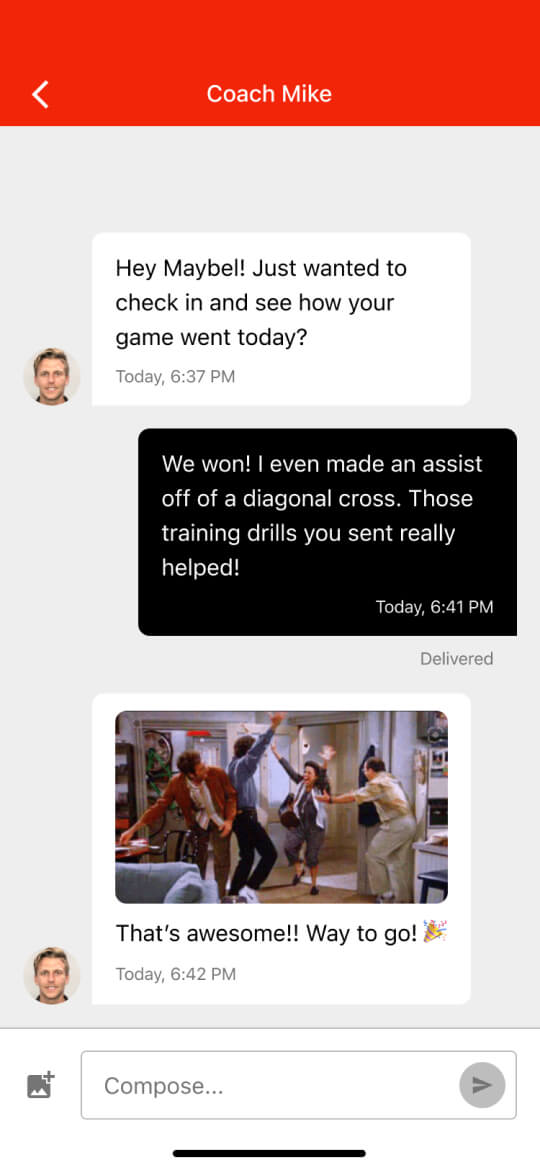 Coach Mike
Hey Maybel! Just wanted to
check in and see how your
game went today?
Today, 6:37 PM
We won! I even made an assist
off of a diagonal cross. Those
training drills you sent really
helped!
Today, 6:41 PM
Delivered
That’s awesome!! Way to go! 🎉
Today, 6:42 PM
Compose...